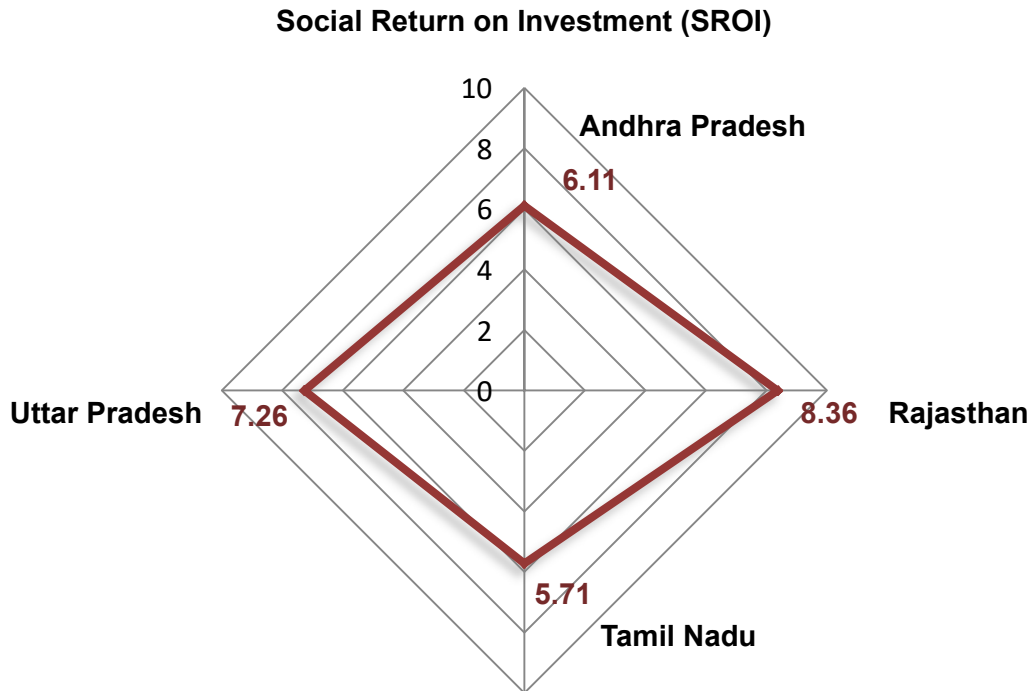 Social Return on Investment (SROI)
10
Andhra Pradesh
8
6.11
6
4
2
0
Uttar Pradesh
7.26
8.36
Rajasthan
5.71
Tamil Nadu